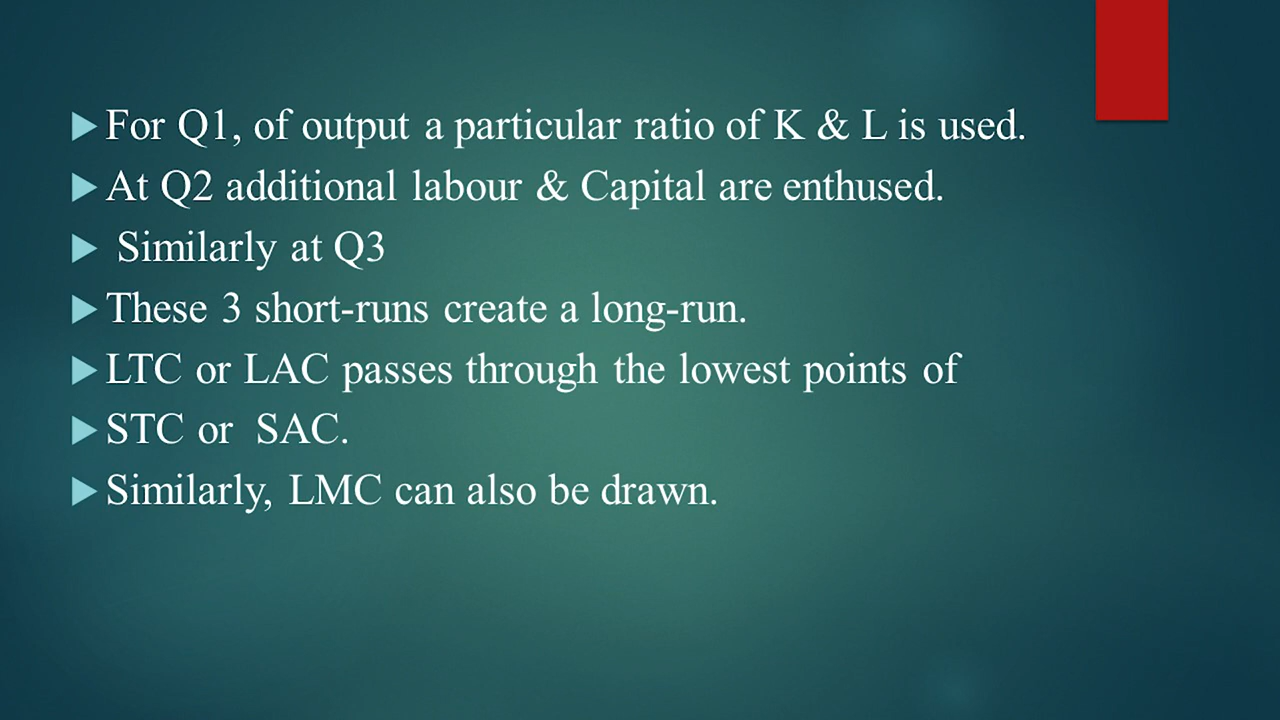 For Q1, of output a particular ratio of K & L is used.
At Q2 additional labour & Capital are enthused.
Similarly at Q3
These 3 short-runs create a long-run.
LTC or LAC passes through the lowest points of
STC or SAC.
Similarly, LMC can also be drawn.